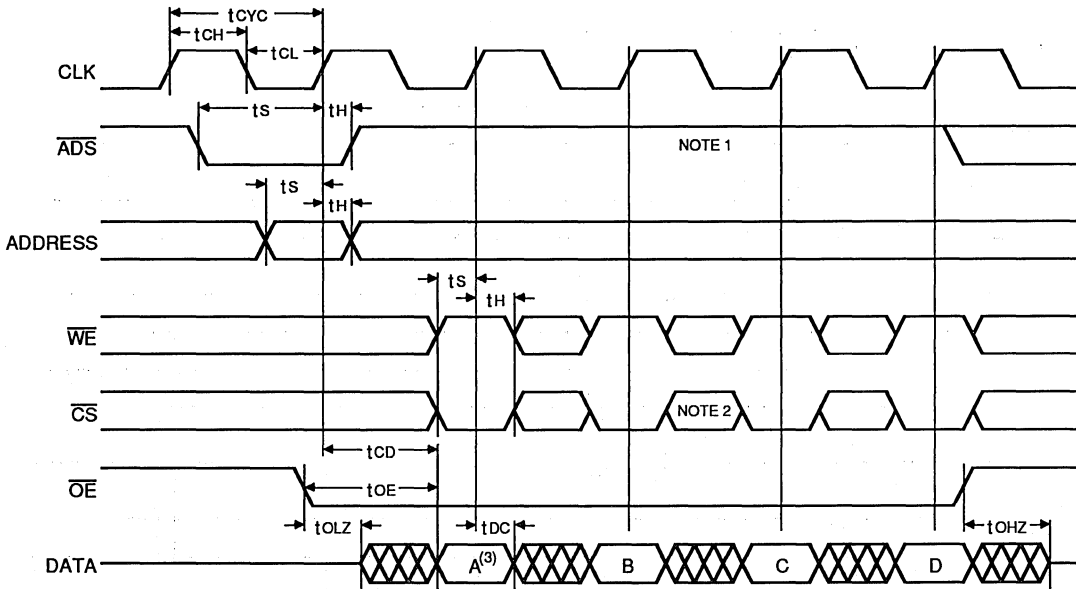 tCYC
tCH
tCL
CLK
tS
tH
ADS
NOTE 1
tS
tH
ADDRESS
tS
tH
WE
CS
NOTE 2
tCD
OE
tOE
tOLZ
tDC
tOHZ
DATA
A(3)
B
C
D